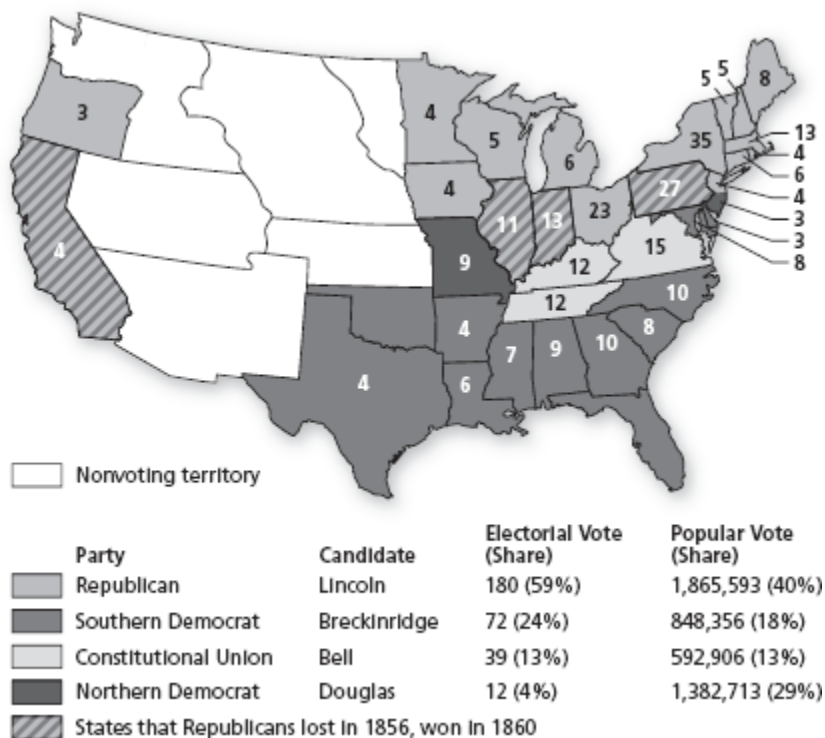 5 5 8
3 4 5 6 35 13
4
27 6
4 11 13 23 4
3
4 9 12 15 3
8
12 10
4 8
7 9 10
4 6
Nonvoting territory
Party Candidate Electorial Vote (Share) Popular Vote (Share)
Republican Lincoln 180 (59%) 1,865,593 (40%)
Southern Democrat Breckinridge 72 (24%) 848,356 (18%)
Constitutional Union Bell 39 (13%) 592,906 (13%)
Northern Democrat Douglas 12 (4%) 1,382,713 (29%)
States that Republicans lost in 1856, won in 1860